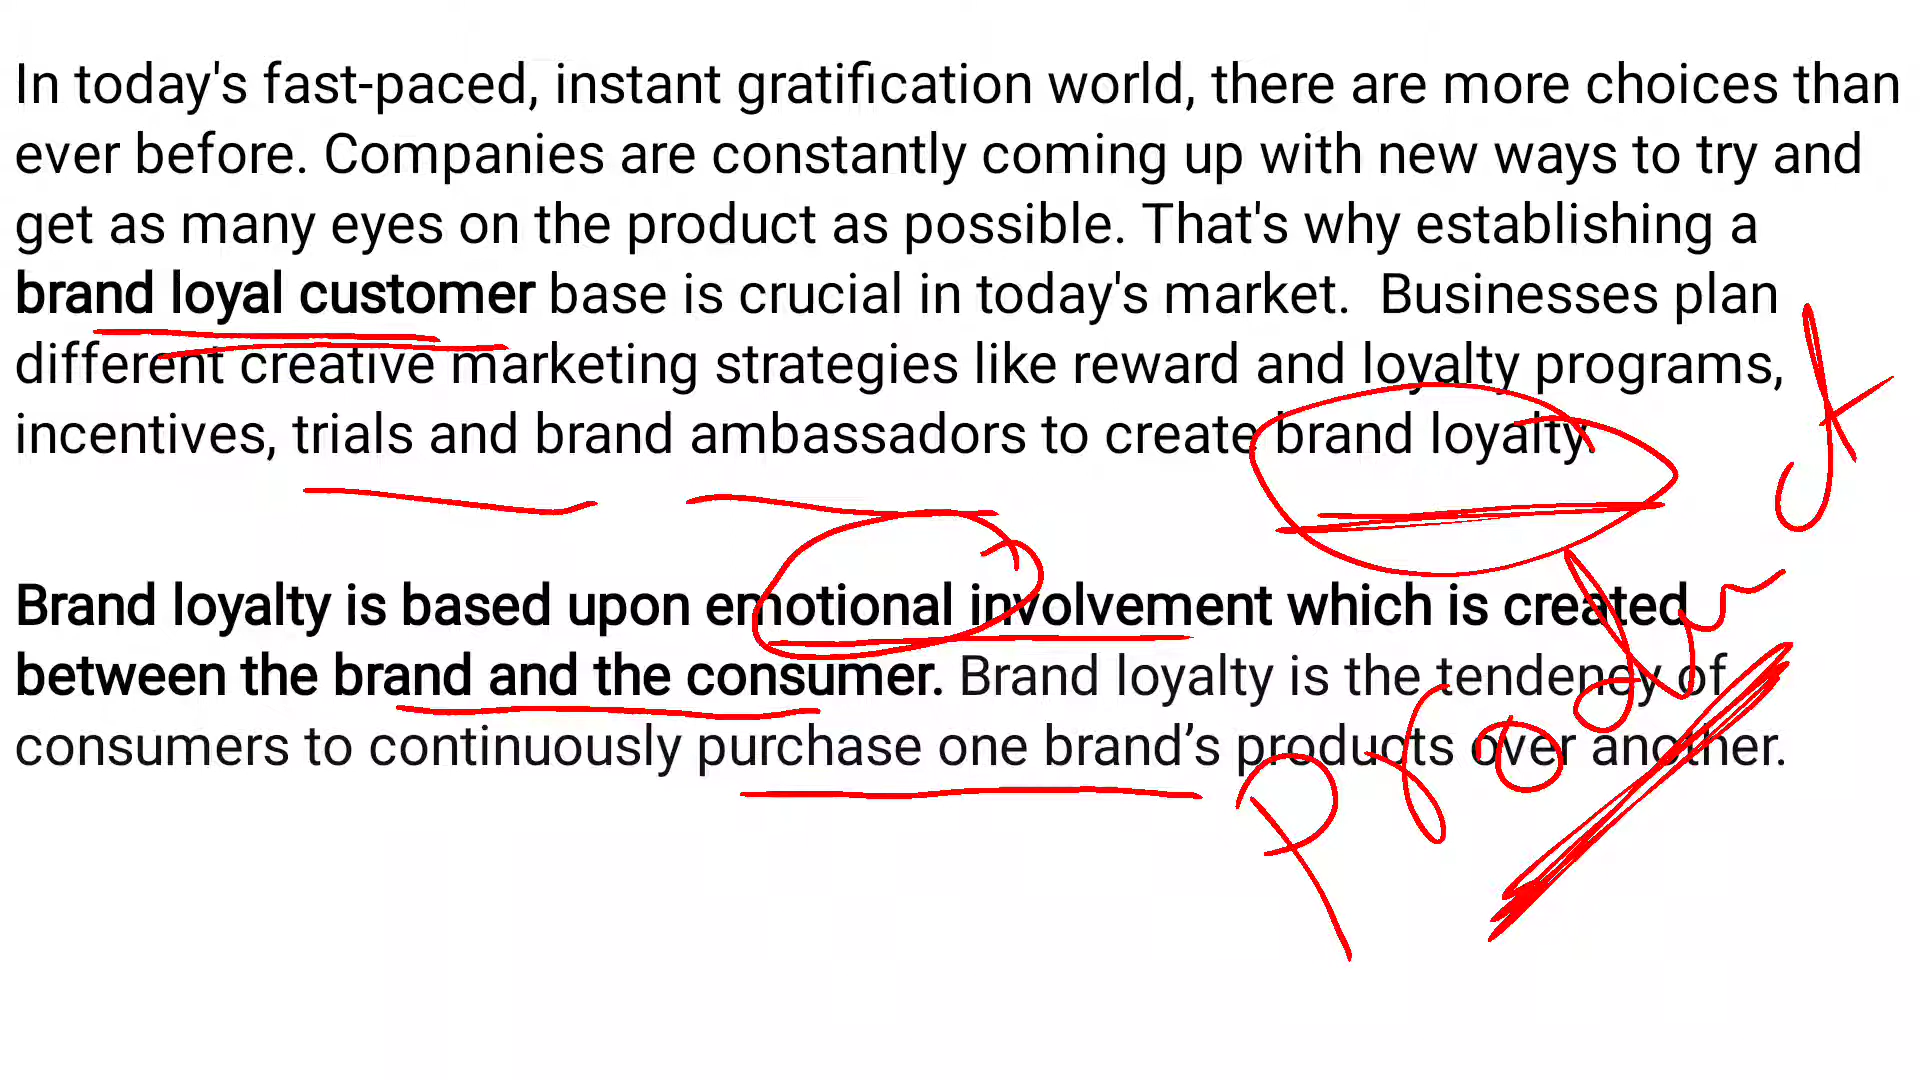 In today's fast-paced, instant gratification world, there are more choices than
ever before. Companies are constantly coming up with new ways to try and
get as many eyes on the product as possible. That's why establishing a
brand loyal customer base is crucial in today's market.  Businesses plan
different creative marketing strategies like reward and loyalty programs,
incentives, trials and brand ambassadors to create brand loyalty.
Brand loyalty is based upon emotional involvement which is created
between the brand and the consumer. Brand loyalty is the tendency of
consumers to continuously purchase one brand’s products over another.
Product